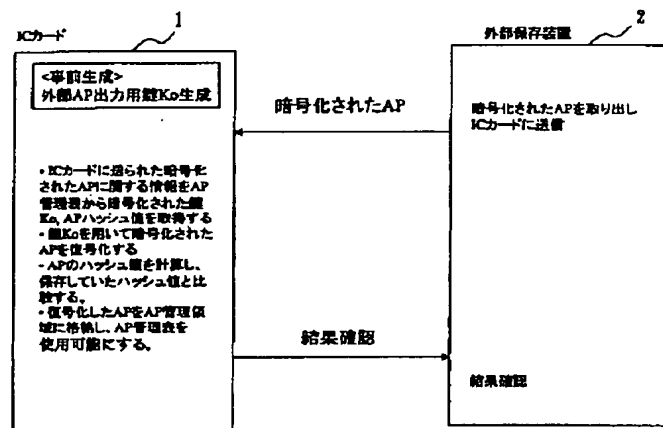 ICカード
1
<事前生成>
外部AP出力用鍵Ko生成
・ICカードに送られた暗号化
されたAPに関する情報をAP
管理表から暗号化された鍵
Ko, APハッシュ値を取得する
・鍵Koを用いて暗号化された
APを復号化する
・APのハッシュ値を計算し、
保存していたハッシュ値と比
較する。
・復号化したAPをAP管理領
域に格納し、AP管理表を
使用可能にする。
暗号化されたAP
結果確認
外部保存装置
2
暗号化されたAPを取り出し
ICカードに送信
結果確認